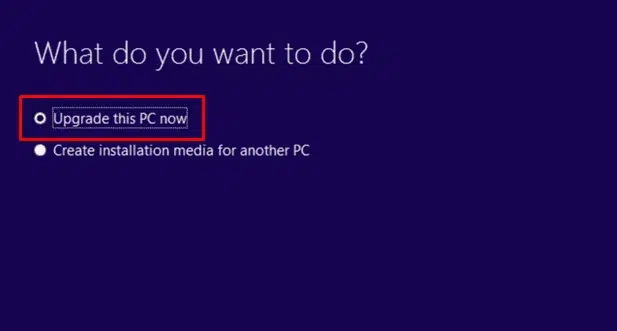 What do you want to do?
Upgrade this PC now
Create installation media for another PC